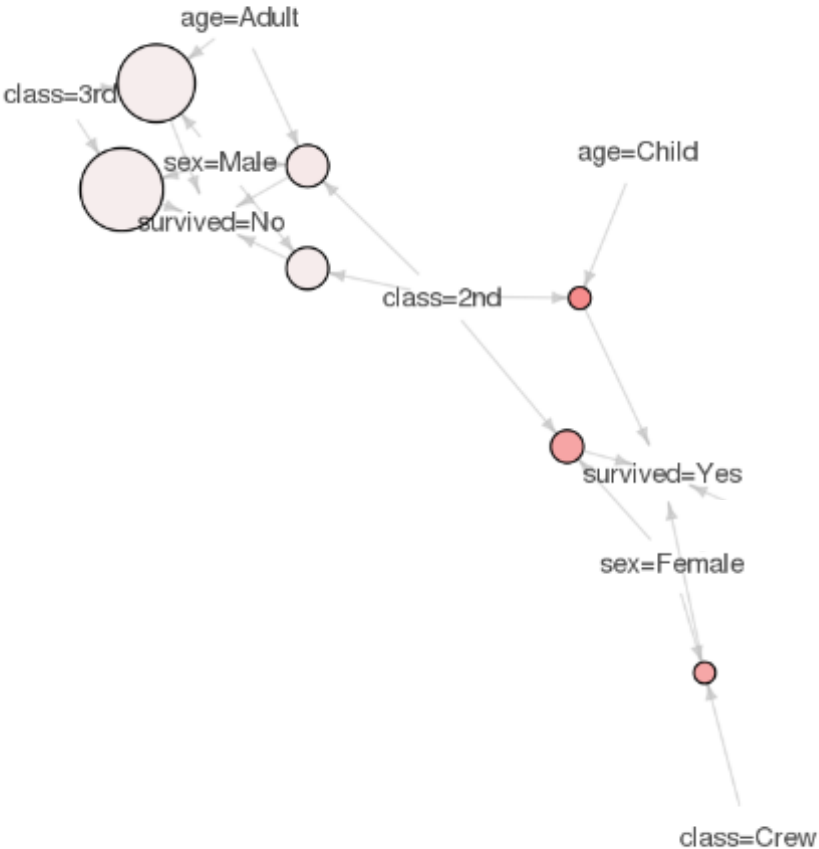 age=Adult
class=3rd
age=Child
sex=Male
survived=No
class=2nd
survived=Yes
sex=Female
class=Crew